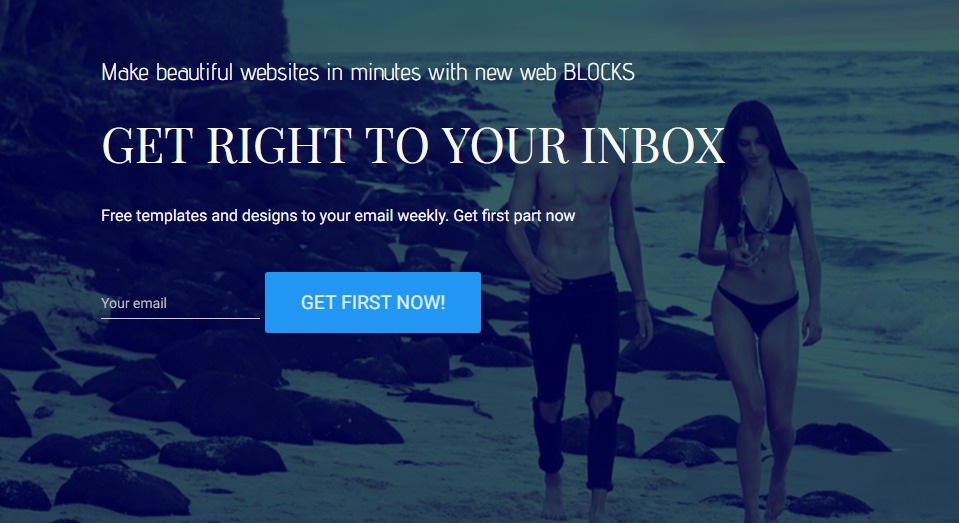 Make beautiful websites in minutes with new web BLOCKS
GET RIGHT TO YOUR INBOX
Free templates and designs to your email weekly. Get first part now
Your email
GET FIRST NOW!